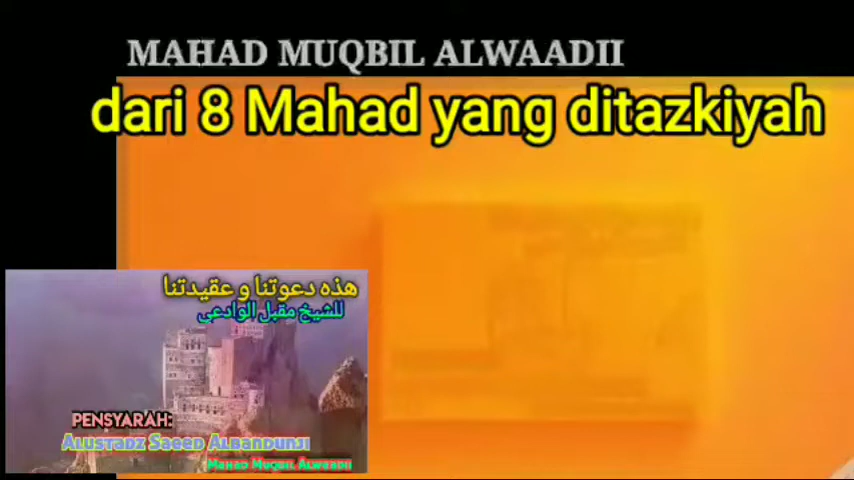 MAHAD MUQBIL ALWAADII
dari 8 Mahad yang ditazkiyah
هذه دعوتنا و عقيدتنا
للشيخ مقبل الوادعي
PENSYARAH:
ALUSTADZ SAEED ALBANDUNJI
MAHAD MUQBIL ALWAADII